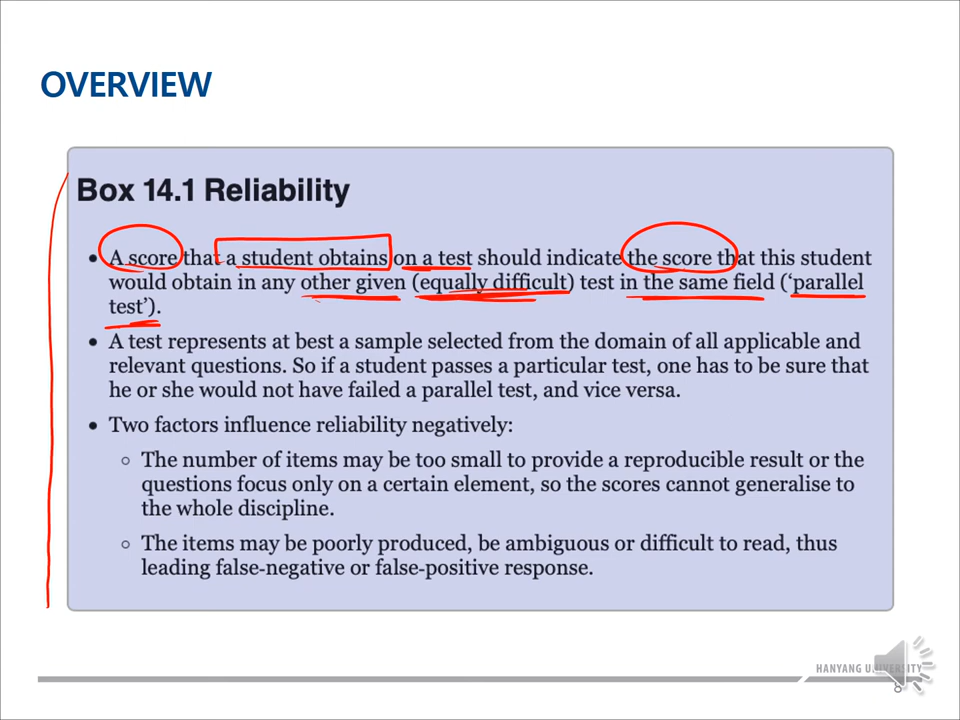 OVERVIEW
Box 14.1 Reliability
• A score that a student obtains on a test should indicate the score that this student
would obtain in any other given (equally difficult) test in the same field (‘parallel
test’).
• A test represents at best a sample selected from the domain of all applicable and
relevant questions. So if a student passes a particular test, one has to be sure that
he or she would not have failed a parallel test, and vice versa.
• Two factors influence reliability negatively:
○ The number of items may be too small to provide a reproducible result or the
questions focus only on a certain element, so the scores cannot generalise to
the whole discipline.
○ The items may be poorly produced, be ambiguous or difficult to read, thus
leading false-negative or false-positive response.
HANYANG UNIVERSITY
8